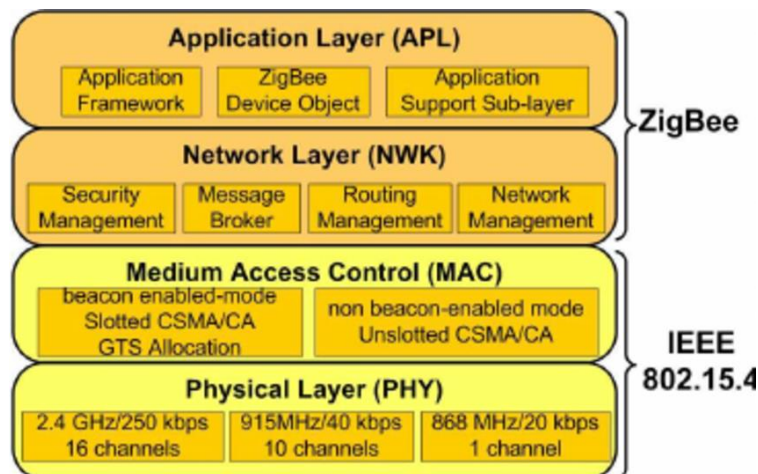 Application Layer (APL)
Application
Framework
ZigBee
Device Object
Application
Support Sub-layer
ZigBee
Network Layer (NWK)
Security
Management
Message
Broker
Routing
Management
Network
Management
Medium Access Control (MAC)
beacon enabled-mode
Slotted CSMA/CA
GTS Allocation
non beacon-enabled mode
Unslotted CSMA/CA
IEEE
802.15.4
Physical Layer (PHY)
2.4 GHz/250 kbps
16 channels
915MHz/40 kbps
10 channels
868 MHz/20 kbps
1 channel